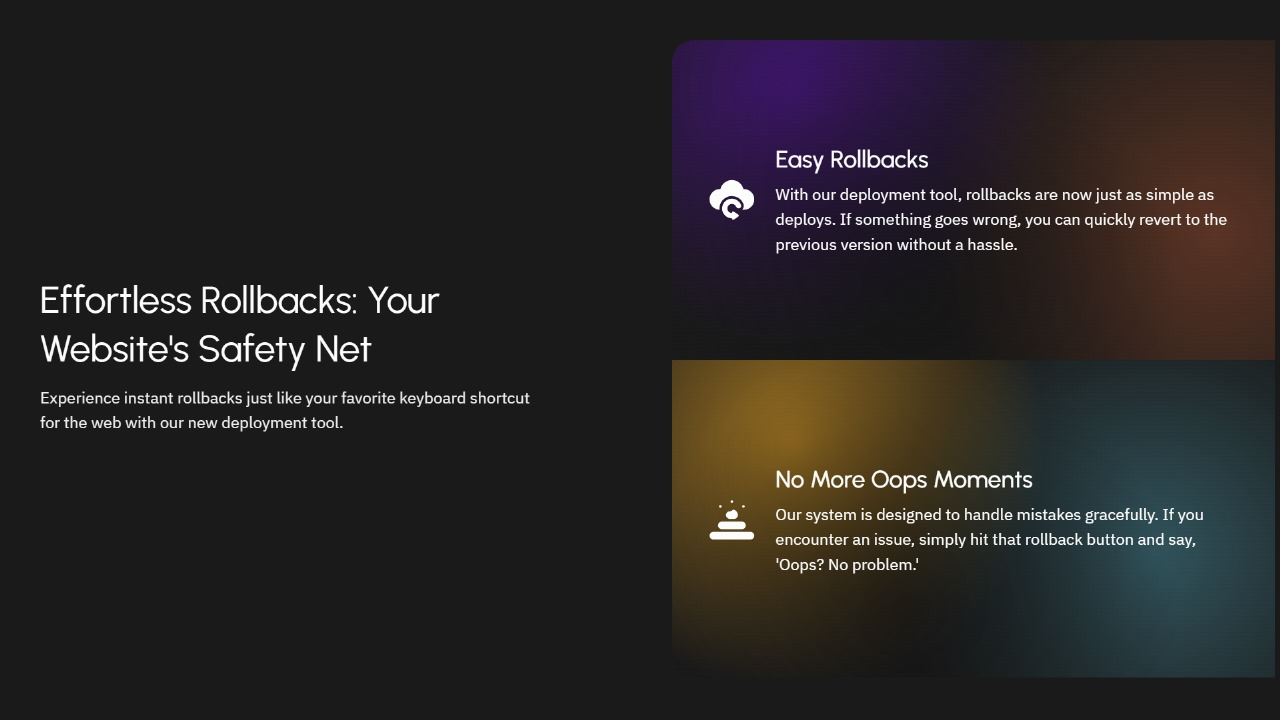 Effortless Rollbacks: Your
Website's Safety Net
Experience instant rollbacks just like your favorite keyboard shortcut
for the web with our new deployment tool.
Easy Rollbacks
With our deployment tool, rollbacks are now just as simple as
deploys. If something goes wrong, you can quickly revert to the
previous version without a hassle.
No More Oops Moments
Our system is designed to handle mistakes gracefully. If you
encounter an issue, simply hit that rollback button and say,
'Oops? No problem.'